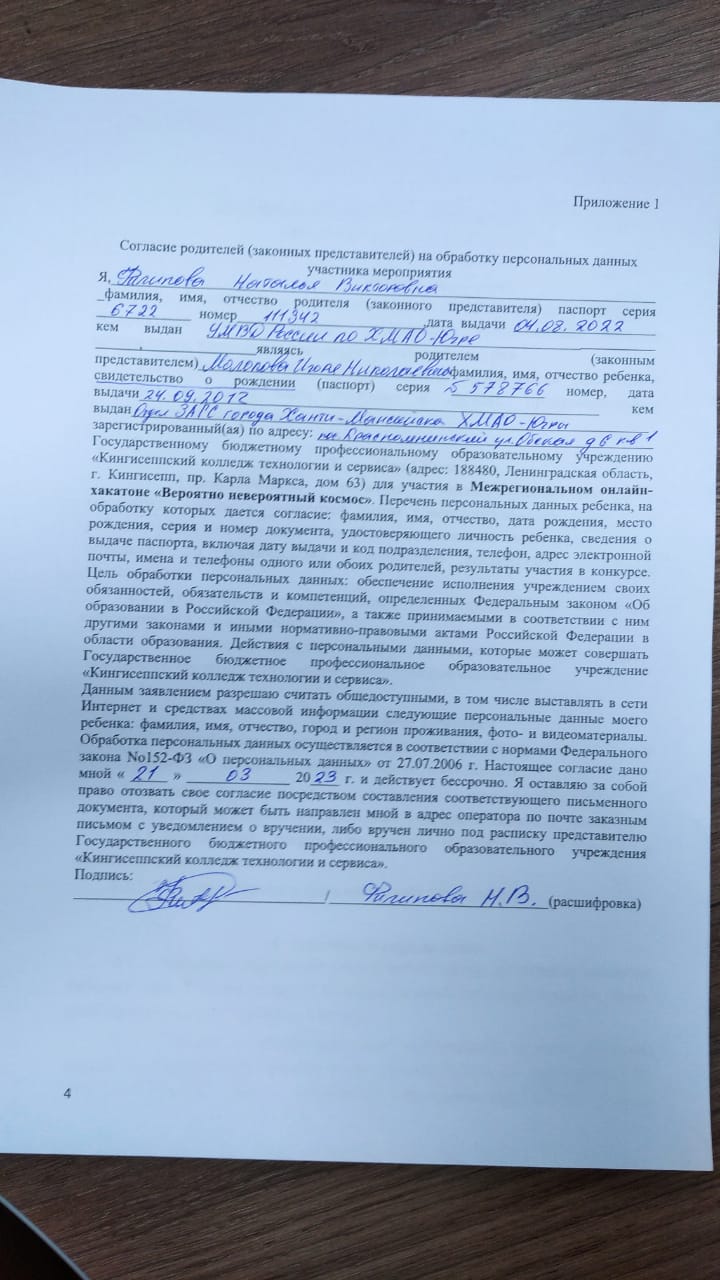 Приложение 1
Согласие родителей (законных представителей) на обработку персональных данных
участника мероприятия
Я, Филипова Наталья Викторовна
_фамилия, имя, отчество родителя (законного представителя) паспорт серия
6722 номер 111342 ,дата выдачи 04.08.2022
кем выдан УМВД России по ХМАО-Югре
, являясь родителем (законным
представителем) Николаевича фамилия, имя, отчество ребенка,
свидетельство о рождении (паспорт) серия 578766 номер, дата
выдачи 24.09.2012 кем
выдан Отдел ЗАГС города Ханты-Мансийска ХМАО-Югры
зарегистрированный(ая) по адресу: ул Обская д 6 кв 1
Государственному бюджетному профессиональному образовательному учреждению
«Кингисеппский колледж технологии и сервиса» (адрес: 188480, Ленинградская область,
г. Кингисепп, пр. Карла Маркса, дом 63) для участия в Межрегиональном онлайн-
хакатоне «Вероятно невероятный космос». Перечень персональных данных ребенка, на
обработку которых дается согласие: фамилия, имя, отчество, дата рождения, место
рождения, серия и номер документа, удостоверяющего личность ребенка, сведения о
выдаче паспорта, включая дату выдачи и код подразделения, телефон, адрес электронной
почты, имена и телефоны одного или обоих родителей, результаты участия в конкурсе.
Цель обработки персональных данных: обеспечение исполнения учреждением своих
обязанностей, обязательств и компетенций, определенных Федеральным законом «Об
образовании в Российской Федерации», а также принимаемыми в соответствии с ним
другими законами и иными нормативно-правовыми актами Российской Федерации в
области образования. Действия с персональными данными, которые может совершать
Государственное бюджетное профессиональное образовательное учреждение
«Кингисеппский колледж технологии и сервиса».
Данным заявлением разрешаю считать общедоступными, в том числе выставлять в сети
Интернет и средствах массовой информации следующие персональные данные моего
ребенка: фамилия, имя, отчество, город и регион проживания, фото- и видеоматериалы.
Обработка персональных данных осуществляется в соответствии с нормами Федерального
закона No152-ФЗ «О персональных данных» от 27.07.2006 г. Настоящее согласие дано
мной « 21 » 03 2023 г. и действует бессрочно. Я оставляю за собой
право отозвать свое согласие посредством составления соответствующего письменного
документа, который может быть направлен мной в адрес оператора по почте заказным
письмом с уведомлением о вручении, либо вручен лично под расписку представителю
Государственного бюджетного профессионального образовательного учреждения
«Кингисеппский колледж технологии и сервиса».
Подпись:
/ Филипова Н.В. (расшифровка)
4